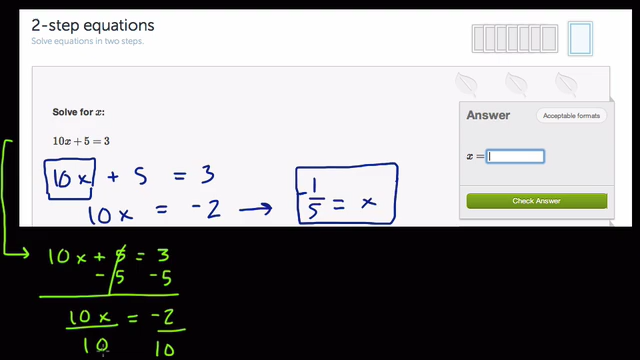 2-step equations
Solve equations in two steps.
Solve for x:
10x + 5 = 3
10x + 5 = 3
10x = -2 → -1/5 = x
Answer
Acceptable formats
x =
Check Answer
10x + 5 = 3
- 5 -5
10x = -2
10 10